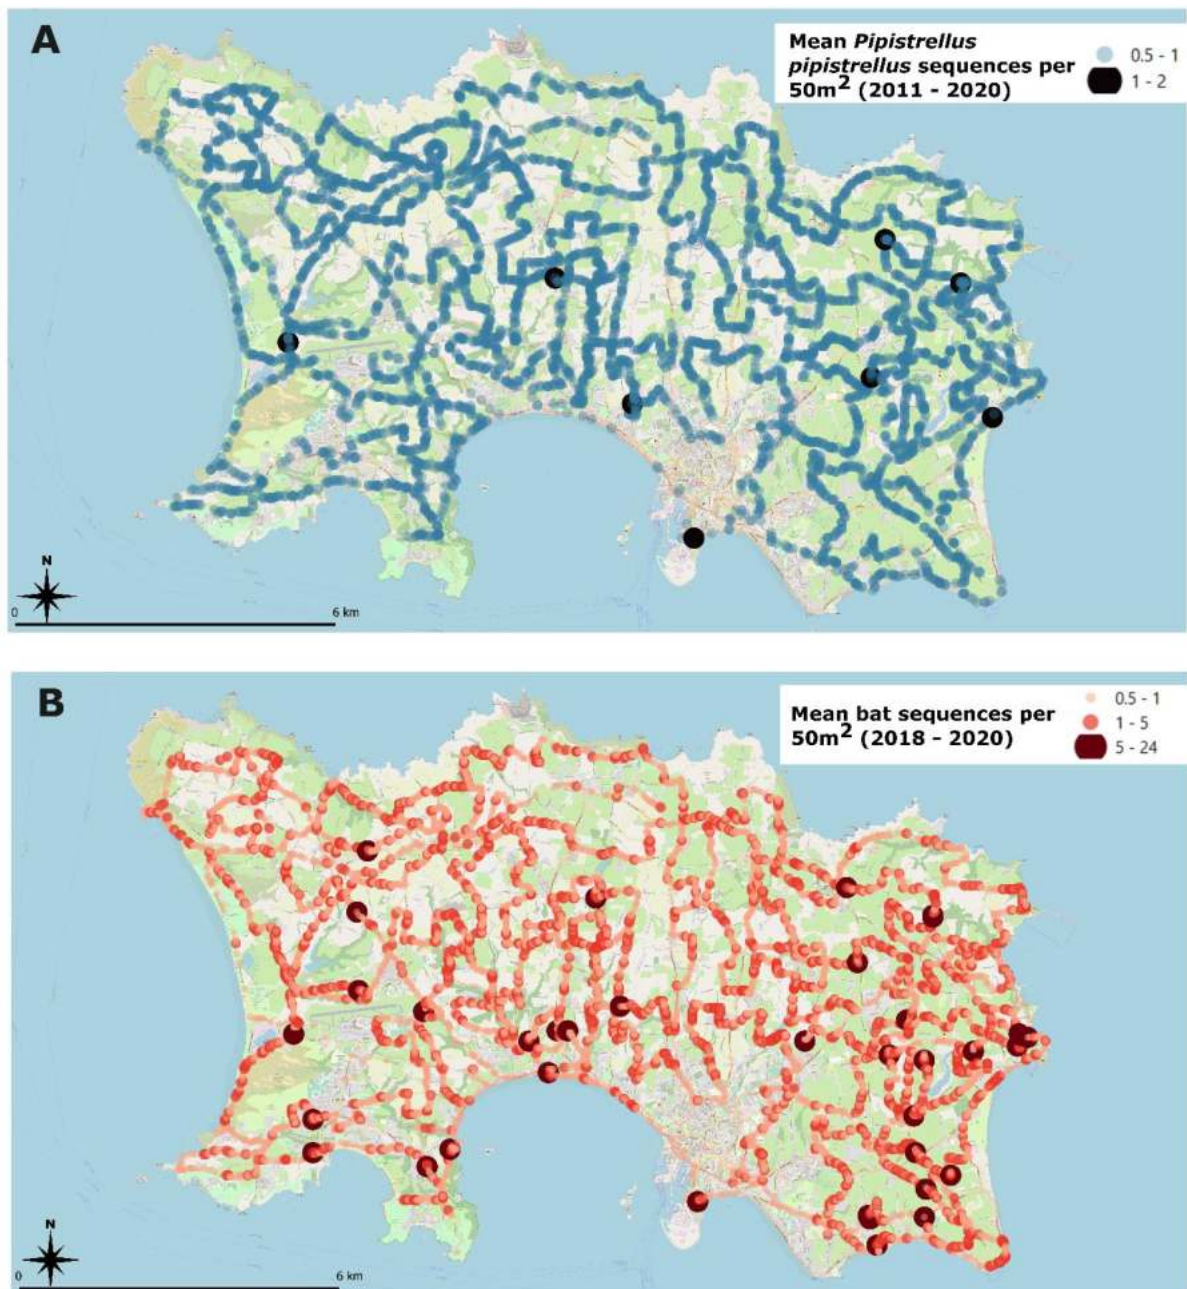 A
Mean Pipistrellus
pipistrellus sequences per
50m² (2011 - 2020)
0.5 - 1
1 - 2
N
0
6 km
B
Mean bat sequences per
50m² (2018 - 2020)
0.5 - 1
1 - 5
5 - 24
N
0
6 km